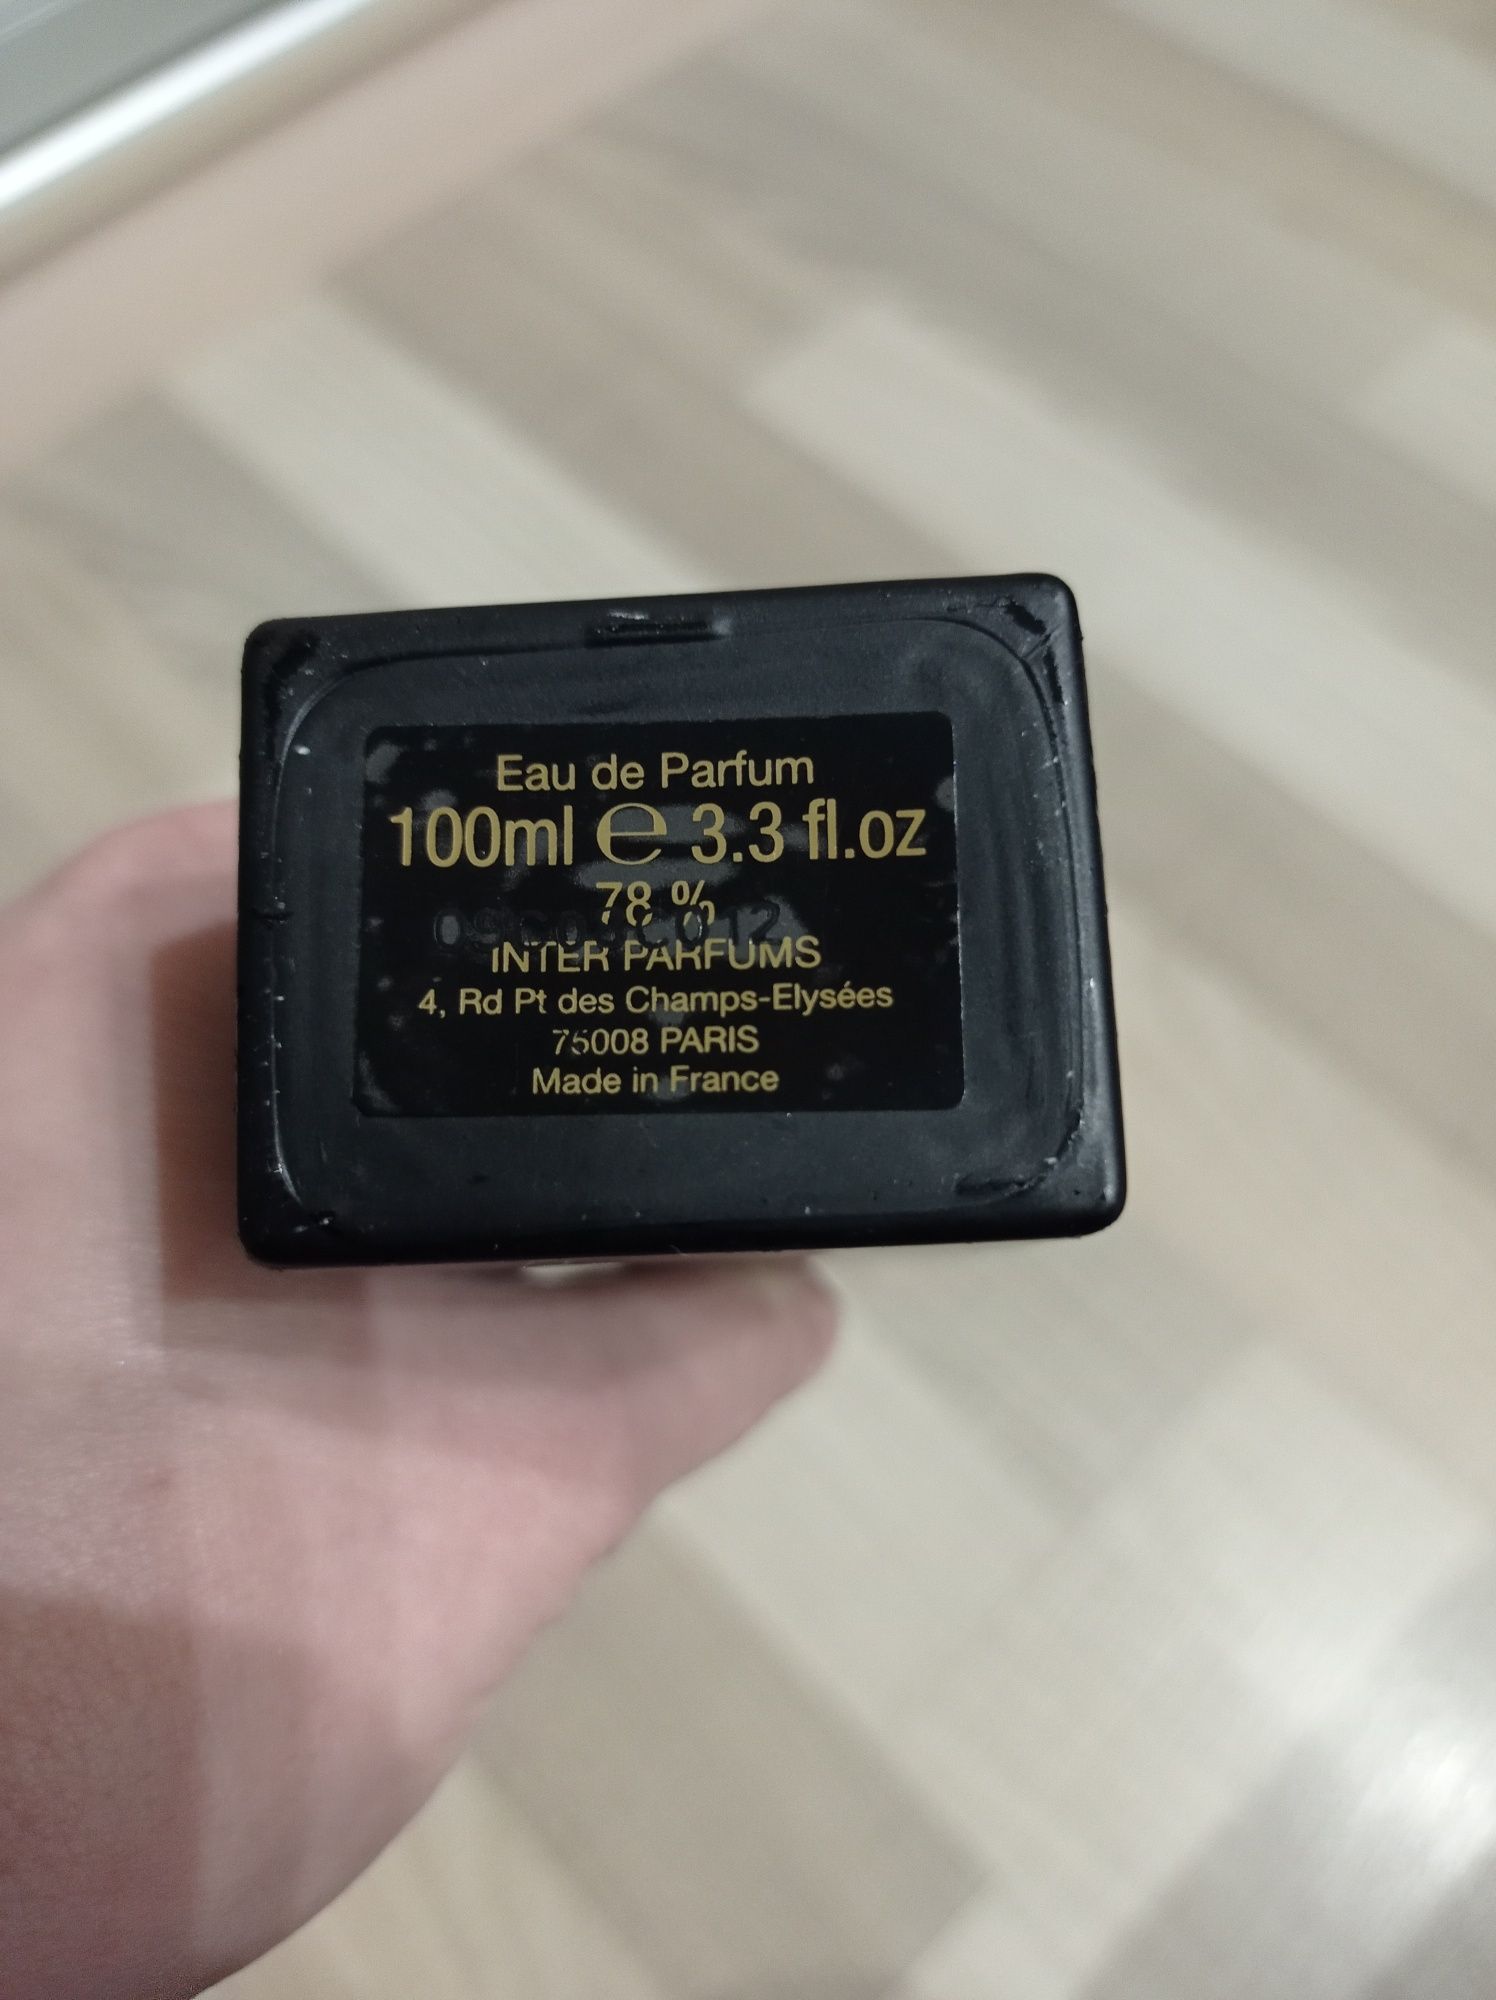 Eau de Parfum
100ml e 3.3 fl.oz
78 %
INTER PARFUMS
4, Rd Pt des Champs-Elysées
75008 PARIS
Made in France